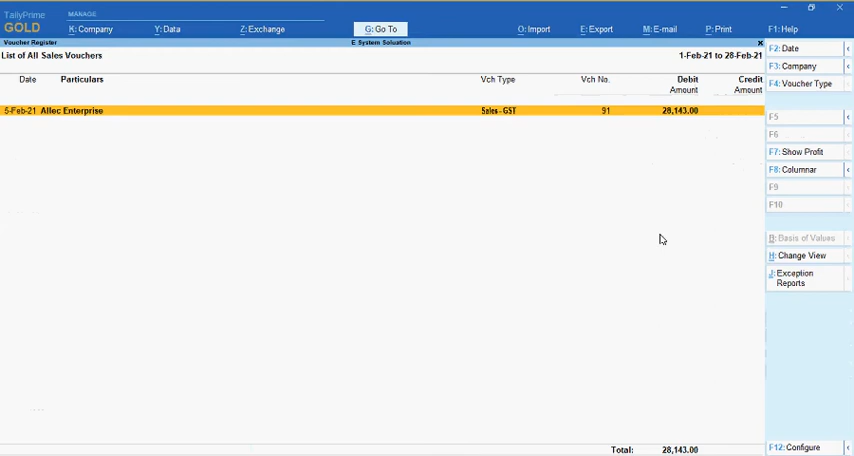 TallyPrime
MANAGE
GOLD
K: Company
Y: Data
Z: Exchange
G: Go To
O: Import
E: Export
M: E-mail
P: Print
F1: Help
Voucher Register
E System Soluation
x
List of All Sales Vouchers
1-Feb-21 to 28-Feb-21
Date
Particulars
Vch Type
Vch No.
Debit
Amount
Credit
Amount
5-Feb-21 Allec Enterprise Sales - GST 91 28,143.00
Total: 28,143.00
F2: Date
F3: Company
F4: Voucher Type
F5
F6
F7: Show Profit
F8: Columnar
F9
F10
B: Basis of Values
H: Change View
J: Exception
Reports
F12: Configure